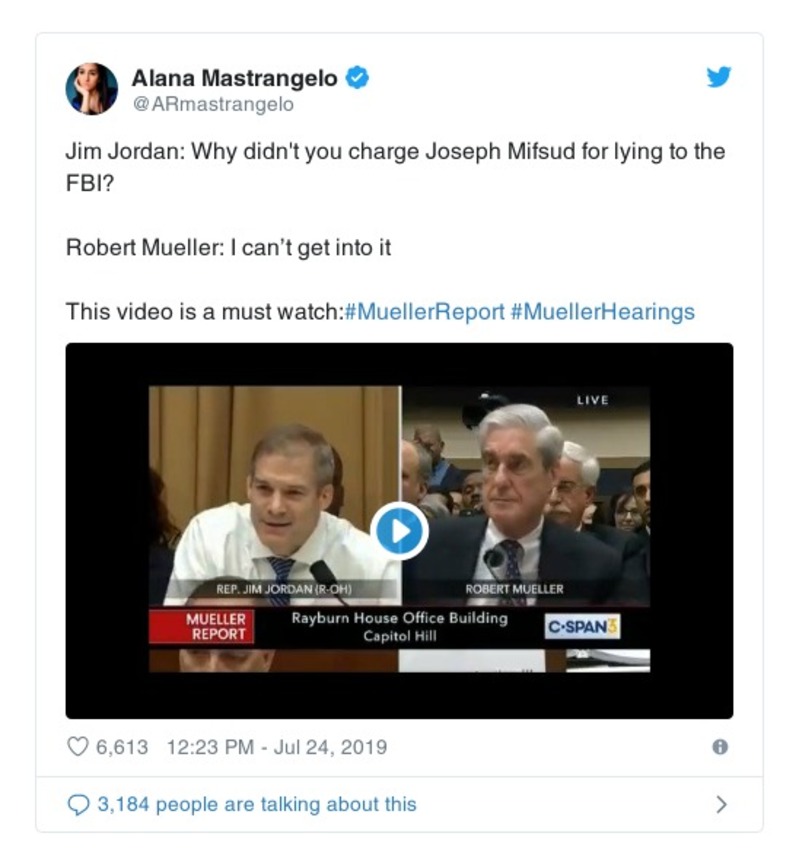 Alana Mastrangelo
@ARmastrangelo
Jim Jordan: Why didn't you charge Joseph Mifsud for lying to the
FBI?
Robert Mueller: I can’t get into it
This video is a must watch:#MuellerReport #MuellerHearings
LIVE
REP. JIM JORDAN (R-OH)
ROBERT MUELLER
MUELLER
REPORT
Rayburn House Office Building
Capitol Hill
C-SPAN3
6,613 12:23 PM - Jul 24, 2019
3,184 people are talking about this